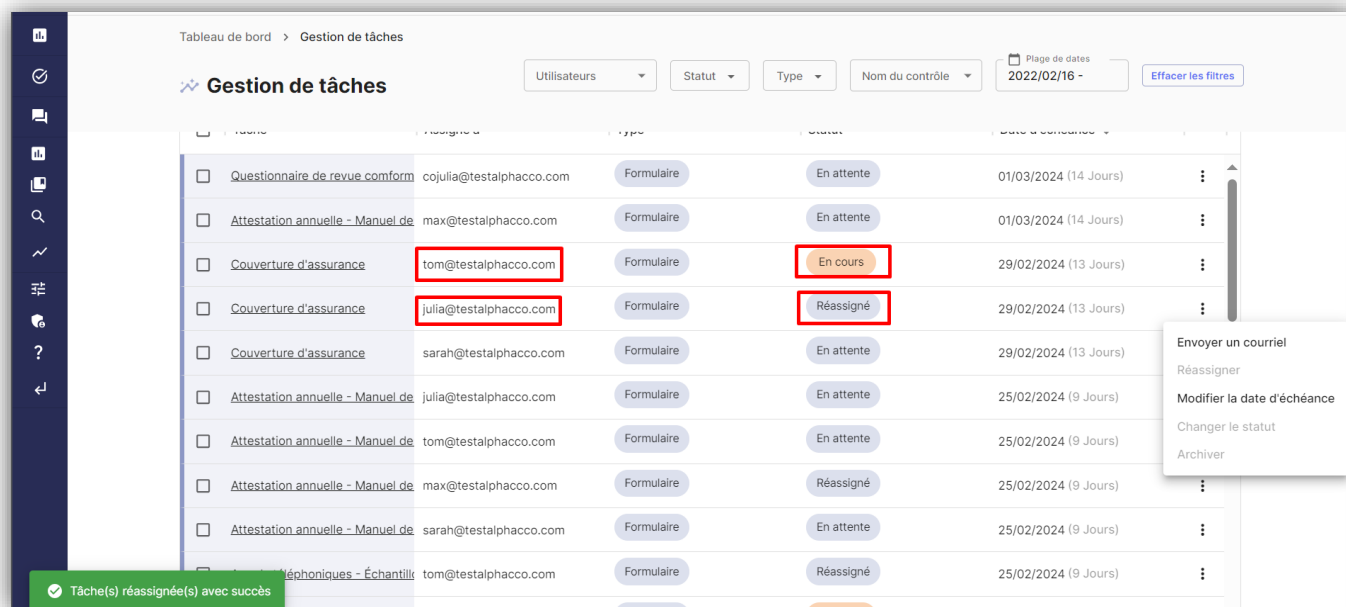 Tableau de bord > Gestion de tâches
Gestion de tâches
Utilisateurs
Statut
Type
Nom du contrôle
Plage de dates
2022/02/16 -
Effacer les filtres
Questionnaire de revue comform cojulia@testalphacco.com Formulaire En attente 01/03/2024 (14 Jours)
Attestation annuelle - Manuel de max@testalphacco.com Formulaire En attente 01/03/2024 (14 Jours)
Couverture d'assurance tom@testalphacco.com Formulaire En cours 29/02/2024 (13 Jours)
Couverture d'assurance julia@testalphacco.com Formulaire Réassigné 29/02/2024 (13 Jours)
Couverture d'assurance sarah@testalphacco.com Formulaire En attente 29/02/2024 (13 Jours)
Attestation annuelle - Manuel de julia@testalphacco.com Formulaire En attente 25/02/2024 (9 Jours)
Attestation annuelle - Manuel de tom@testalphacco.com Formulaire En attente 25/02/2024 (9 Jours)
Attestation annuelle - Manuel de max@testalphacco.com Formulaire Réassigné 25/02/2024 (9 Jours)
Attestation annuelle - Manuel de sarah@testalphacco.com Formulaire En attente 25/02/2024 (9 Jours)
léphoniques - Échantillo tom@testalphacco.com Formulaire Réassigné 25/02/2024 (9 Jours)
Envoyer un courriel
Réassigner
Modifier la date d'échéance
Changer le statut
Archiver
Tâche(s) réassignée(s) avec succès